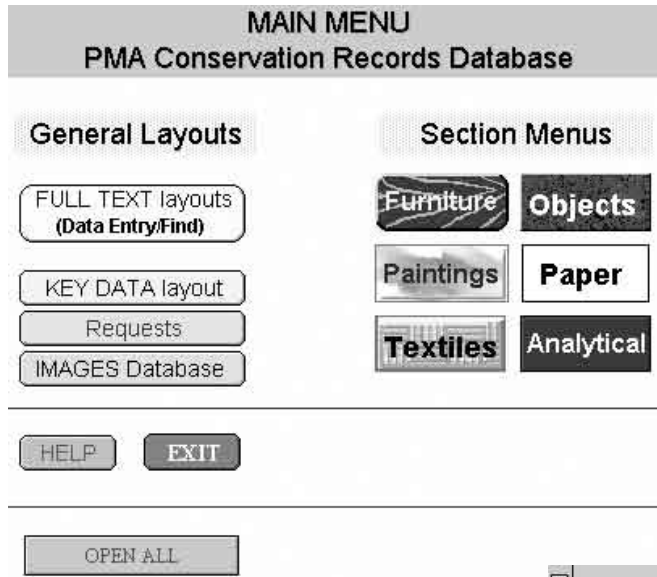 MAIN MENU
PMA Conservation Records Database
General Layouts
FULL TEXT layouts
(Data Entry/Find)
KEY DATA layout
Requests
IMAGES Database
Section Menus
Furniture
Objects
Paintings
Paper
Textiles
Analytical
HELP
EXIT
OPEN ALL